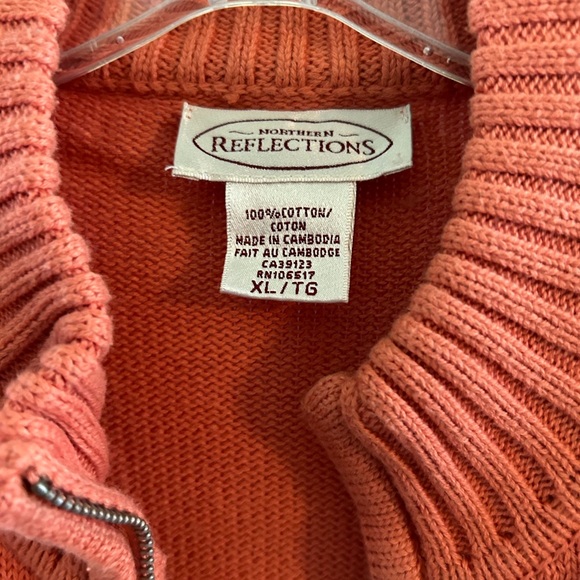 NORTHERN
REFLECTIONS
100%COTTON/
COTON
MADE IN CAMBODIA
FAIT AU CAMBODGE
CA39123
RN106517
XL/TG